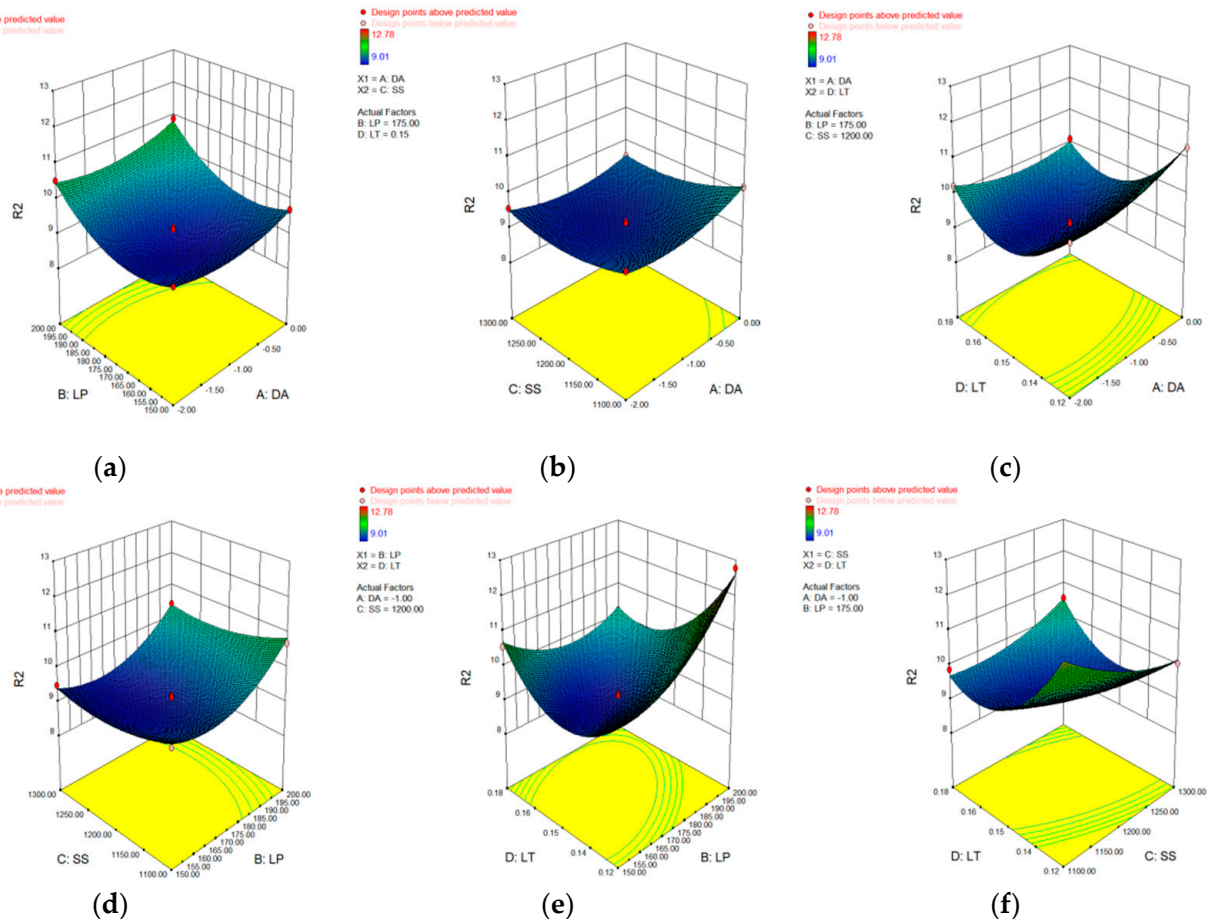 e predicted value
v predicted value
13
12
11
10
9
8
R2
200.00
195.00
190.00
185.00
180.00
175.00
170.00
165.00
160.00
155.00
150.00
B: LP
-2.00
-1.50
-1.00
-0.50
0.00
A: DA
(a)
Design points above predicted value
Design points below predicted value
12.78
9.01
X1 = A: DA
X2 = C: SS
Actual Factors
B: LP = 175.00
D: LT = 0.15
13
12
11
10
9
8
R2
1300.00
1250.00
1200.00
1150.00
1100.00
C: SS
-2.00
-1.50
-1.00
-0.50
0.00
A: DA
(b)
Design points above predicted value
Design points below predicted value
12.78
9.01
X1 = A: DA
X2 = D: LT
Actual Factors
B: LP = 175.00
C: SS = 1200.00
13
12
11
10
9
8
R2
0.18
0.16
0.15
0.14
0.12
D: LT
-2.00
-1.50
-1.00
-0.50
0.00
A: DA
(c)
e predicted value
v predicted value
13
12
11
10
9
8
R2
1300.00
1250.00
1200.00
1150.00
1100.00
C: SS
150.00
155.00
160.00
165.00
170.00
175.00
180.00
185.00
190.00
195.00
200.00
B: LP
(d)
Design points above predicted value
Design points below predicted value
12.78
9.01
X1 = B: LP
X2 = D: LT
Actual Factors
A: DA = -1.00
C: SS = 1200.00
13
12
11
10
9
8
R2
0.18
0.16
0.15
0.14
0.12
D: LT
150.00
155.00
160.00
165.00
170.00
175.00
180.00
185.00
190.00
195.00
200.00
B: LP
(e)
Design points above predicted value
Design points below predicted value
12.78
9.01
X1 = C: SS
X2 = D: LT
Actual Factors
A: DA = -1.00
B: LP = 175.00
13
12
11
10
9
8
R2
0.18
0.16
0.15
0.14
0.12
D: LT
1100.00
1150.00
1200.00
1250.00
1300.00
C: SS
(f)